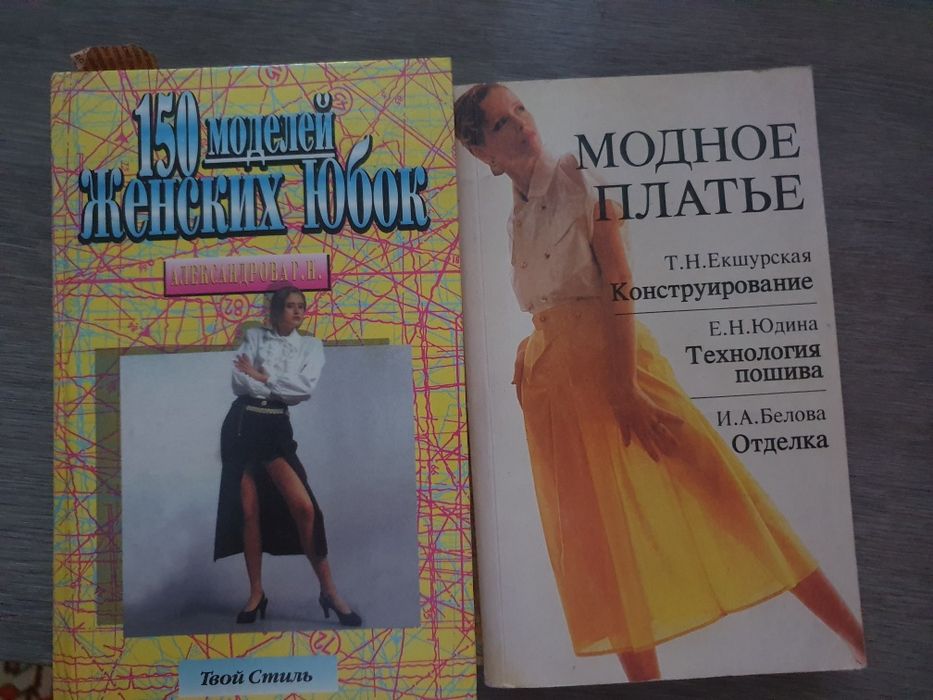 150 моделей
Женских Юбок
АЛЕКСАНДРОВА Г.Н.
Твой Стиль
МОДНОЕ
ПЛАТЬЕ
Т.Н.Екшурская
Конструирование
Е.Н.Юдина
Технология
пошива
И.А.Белова
Отделка